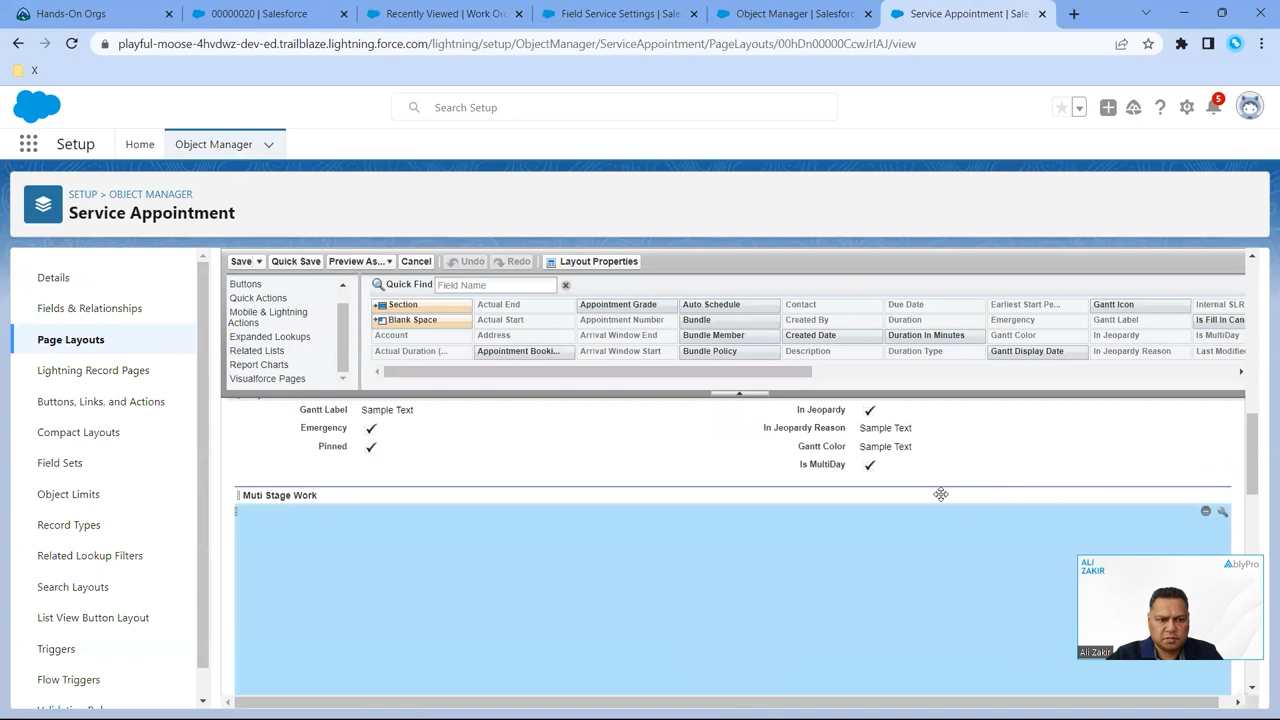 Hands-On Orgs
00000020 | Salesforce
Recently Viewed | Work Or
Field Service Settings | Sales
Object Manager | Salesforce
Service Appointment | Sale
playful-moose-4hvdwz-dev-ed.trailblaze.lightning.force.com/lightning/setup/ObjectManager/ServiceAppointment/PageLayouts/00hDn00000CcwJrIAJ/view
X
Search Setup
5
Setup
Home
Object Manager
SETUP > OBJECT MANAGER
Service Appointment
Details
Fields & Relationships
Page Layouts
Lightning Record Pages
Buttons, Links, and Actions
Compact Layouts
Field Sets
Object Limits
Record Types
Related Lookup Filters
Search Layouts
List View Button Layout
Triggers
Flow Triggers
Save
Quick Save
Preview As...
Cancel
Undo
Redo
Layout Properties
Buttons
Quick Actions
Mobile & Lightning
Actions
Expanded Lookups
Related Lists
Report Charts
Visualforce Pages
Quick Find
Field Name
Section
Actual End
Appointment Grade
Auto Schedule
Contact
Due Date
Earliest Start Pe...
Gantt Icon
Internal SLR
Blank Space
Actual Start
Appointment Number
Bundle
Created By
Duration
Emergency
Gantt Label
Is Fill In Can
Account
Address
Arrival Window End
Bundle Member
Created Date
Duration In Minutes
Gantt Color
In Jeopardy
Is MultiDay
Actual Duration (...
Appointment Booki...
Arrival Window Start
Bundle Policy
Description
Duration Type
Gantt Display Date
In Jeopardy Reason
Last Modified
Gantt Label
Sample Text
In Jeopardy
Emergency
In Jeopardy Reason
Sample Text
Pinned
Gantt Color
Sample Text
Is MultiDay
Muti Stage Work
ALI
ZAKIR
AblyPro
Ali Zakir